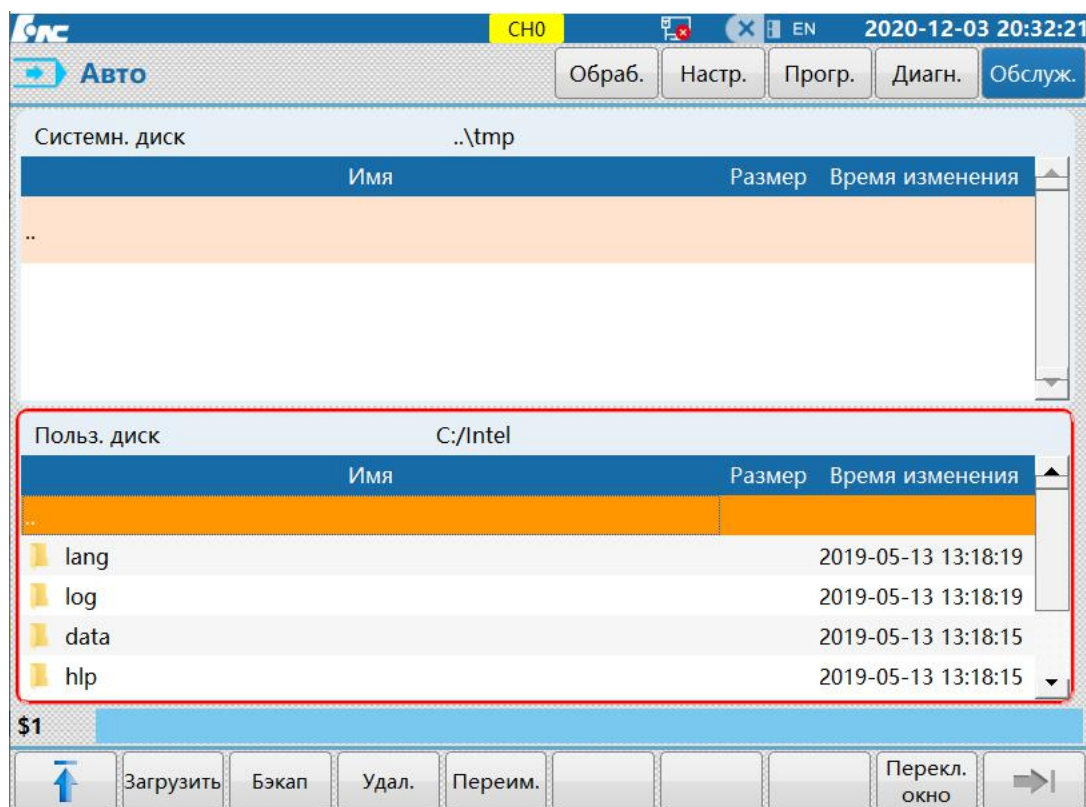 HNC CH0 EN 2020-12-03 20:32:21
Авто Обраб. Настр. Прогр. Диагн. Обслуж.
Системн. диск ..\tmp
Имя Размер Время изменения
..
Польз. диск C:/Intel
Имя Размер Время изменения
..
lang 2019-05-13 13:18:19
log 2019-05-13 13:18:19
data 2019-05-13 13:18:15
hlp 2019-05-13 13:18:15
$1
Загрузить Бэкап Удал. Переим. Перекл.
окно